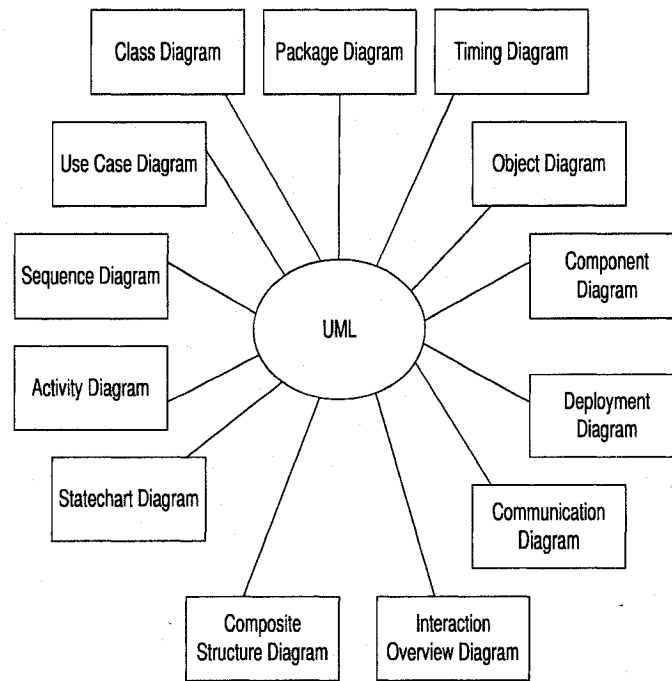 Class Diagram
Package Diagram
Timing Diagram
Use Case Diagram
Object Diagram
Sequence Diagram
Component
Diagram
UML
Activity Diagram
Deployment
Diagram
Statechart Diagram
Communication
Diagram
Composite
Structure Diagram
Interaction
Overview Diagram